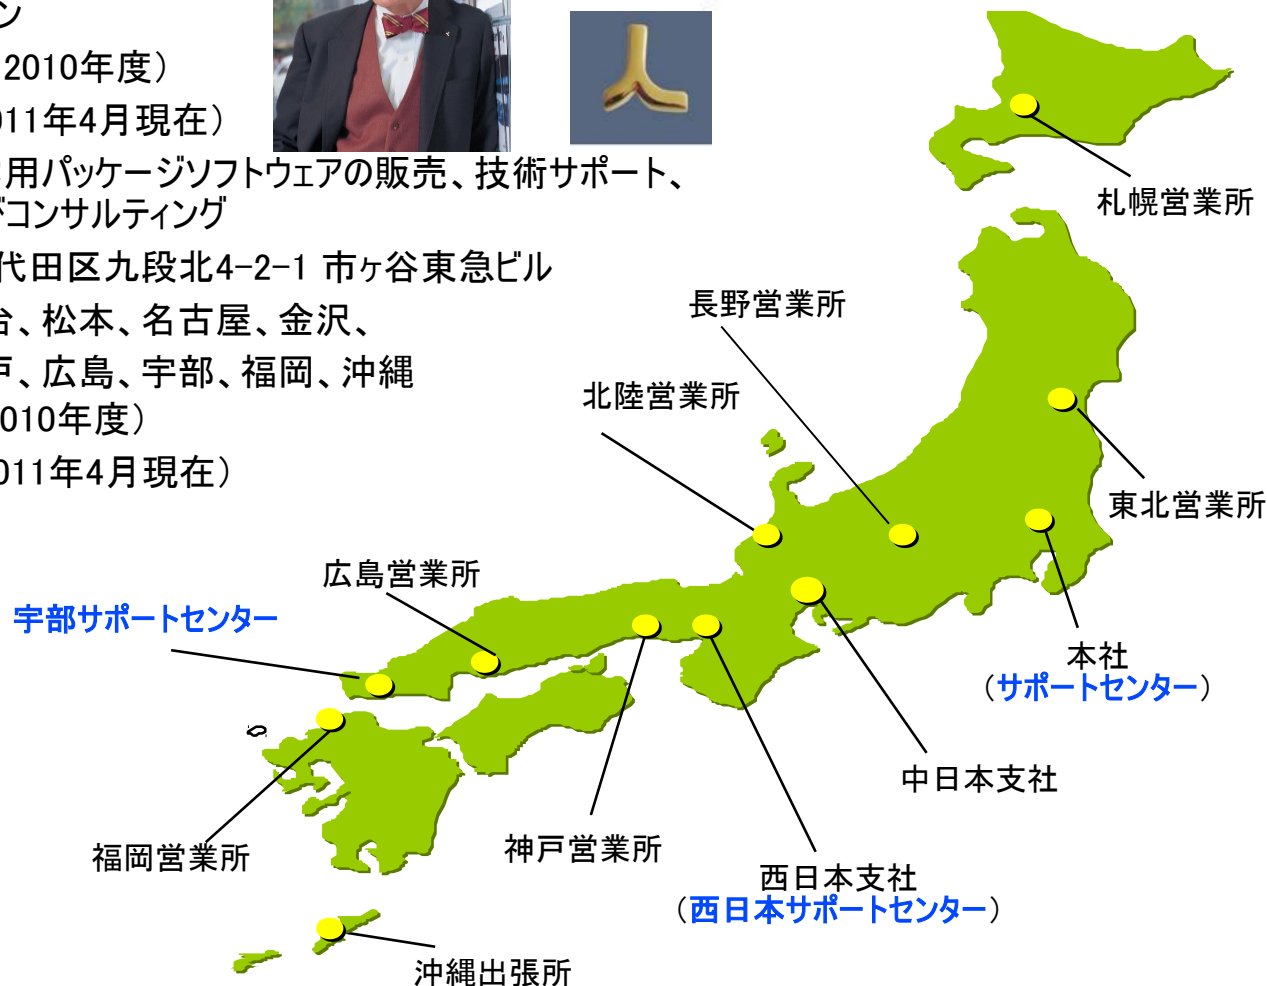 ン
2010年度）
011年4月現在）
用パッケージソフトウェアの販売、技術サポート、
コンサルティング
代田区九段北4-2-1 市ヶ谷東急ビル
台、松本、名古屋、金沢、
戸、広島、宇部、福岡、沖縄
010年度）
011年4月現在）
札幌営業所
長野営業所
北陸営業所
東北営業所
広島営業所
宇部サポートセンター
本社
（サポートセンター）
中日本支社
福岡営業所
神戸営業所
西日本支社
（西日本サポートセンター）
沖縄出張所